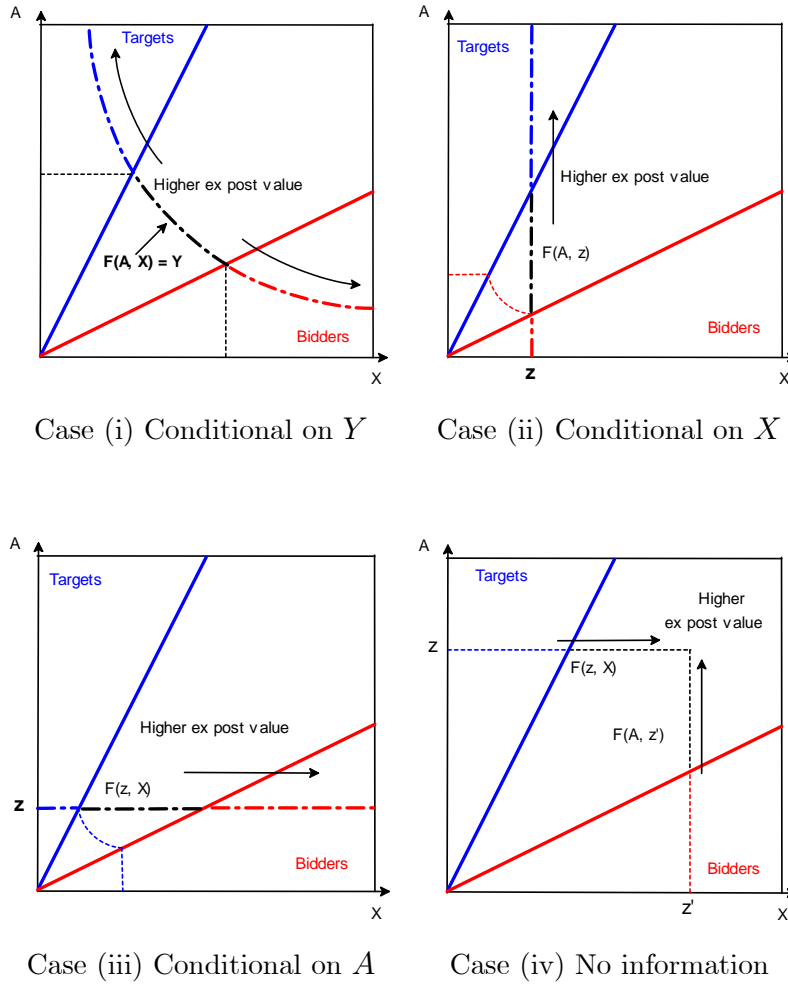 A
Targets
Higher ex post value
F(A, X) = Y
Bidders
X
Case (i) Conditional on Y
A
Targets
Higher ex post value
F(A, z)
Bidders
z
X
Case (ii) Conditional on X
A
Targets
Higher ex post value
F(z, X)
z
Bidders
X
Case (iii) Conditional on A
A
Targets
Higher
ex post value
z
F(z, X)
F(A, z')
Bidders
z'
X
Case (iv) No information